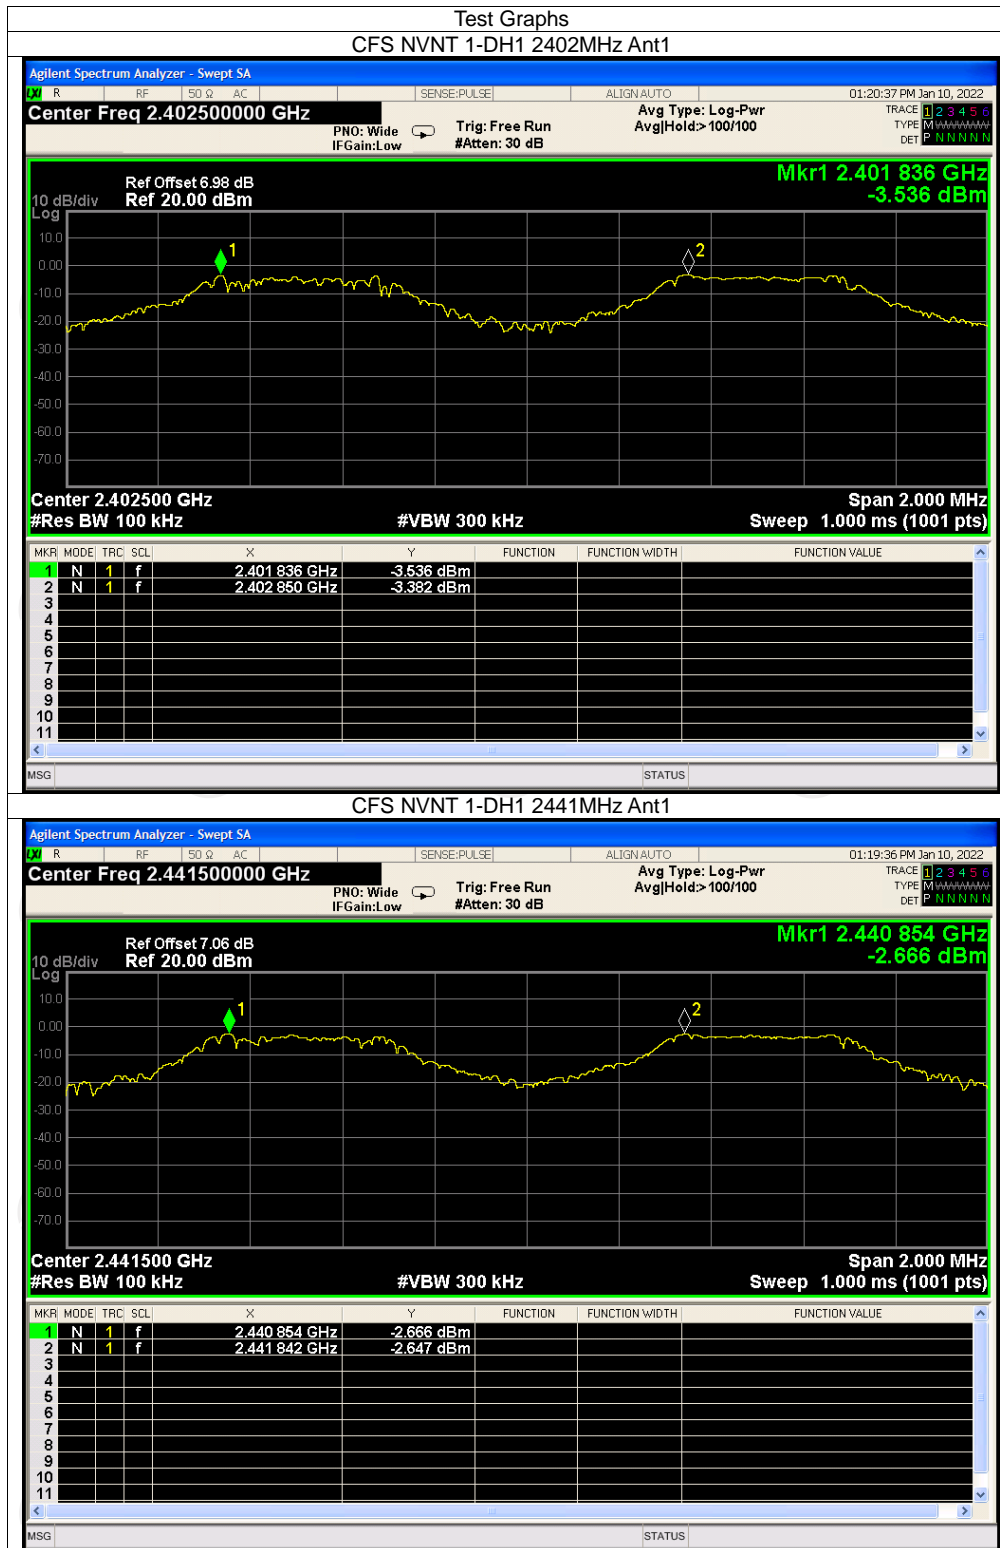 Test Graphs
CFS NVNT 1-DH1 2402MHz Ant1
Agilent Spectrum Analyzer - Swept SA
LXI R RF 50 Ω AC SENSE:PULSE ALIGN AUTO 01:20:37 PM Jan 10, 2022
Center Freq 2.402500000 GHz Avg Type: Log-Pwr TRACE 1 2 3 4 5 6
PNO: Wide Trig: Free Run Avg|Hold:>100/100 TYPE M
IFGain:Low #Atten: 30 dB DET P N N N N N
Mkr1 2.401 836 GHz
Ref Offset 6.98 dB
10 dB/div Ref 20.00 dBm -3.536 dBm
Log
10.0
1
2
0.00
-10.0
-20.0
-30.0
-40.0
-50.0
-60.0
-70.0
Center 2.402500 GHz Span 2.000 MHz
#Res BW 100 kHz #VBW 300 kHz Sweep 1.000 ms (1001 pts)
MKR MODE TRC SCL X Y FUNCTION FUNCTION WIDTH FUNCTION VALUE
1 N 1 f 2.401 836 GHz -3.536 dBm
2 N 1 f 2.402 850 GHz -3.382 dBm
3
4
5
6
7
8
9
10
11
MSG STATUS
CFS NVNT 1-DH1 2441MHz Ant1
Agilent Spectrum Analyzer - Swept SA
LXI R RF 50 Ω AC SENSE:PULSE ALIGN AUTO 01:19:36 PM Jan 10, 2022
Center Freq 2.441500000 GHz Avg Type: Log-Pwr TRACE 1 2 3 4 5 6
PNO: Wide Trig: Free Run Avg|Hold:>100/100 TYPE M
IFGain:Low #Atten: 30 dB DET P N N N N N
Mkr1 2.440 854 GHz
Ref Offset 7.06 dB
10 dB/div Ref 20.00 dBm -2.666 dBm
Log
10.0
1
2
0.00
-10.0
-20.0
-30.0
-40.0
-50.0
-60.0
-70.0
Center 2.441500 GHz Span 2.000 MHz
#Res BW 100 kHz #VBW 300 kHz Sweep 1.000 ms (1001 pts)
MKR MODE TRC SCL X Y FUNCTION FUNCTION WIDTH FUNCTION VALUE
1 N 1 f 2.440 854 GHz -2.666 dBm
2 N 1 f 2.441 842 GHz -2.647 dBm
3
4
5
6
7
8
9
10
11
MSG STATUS